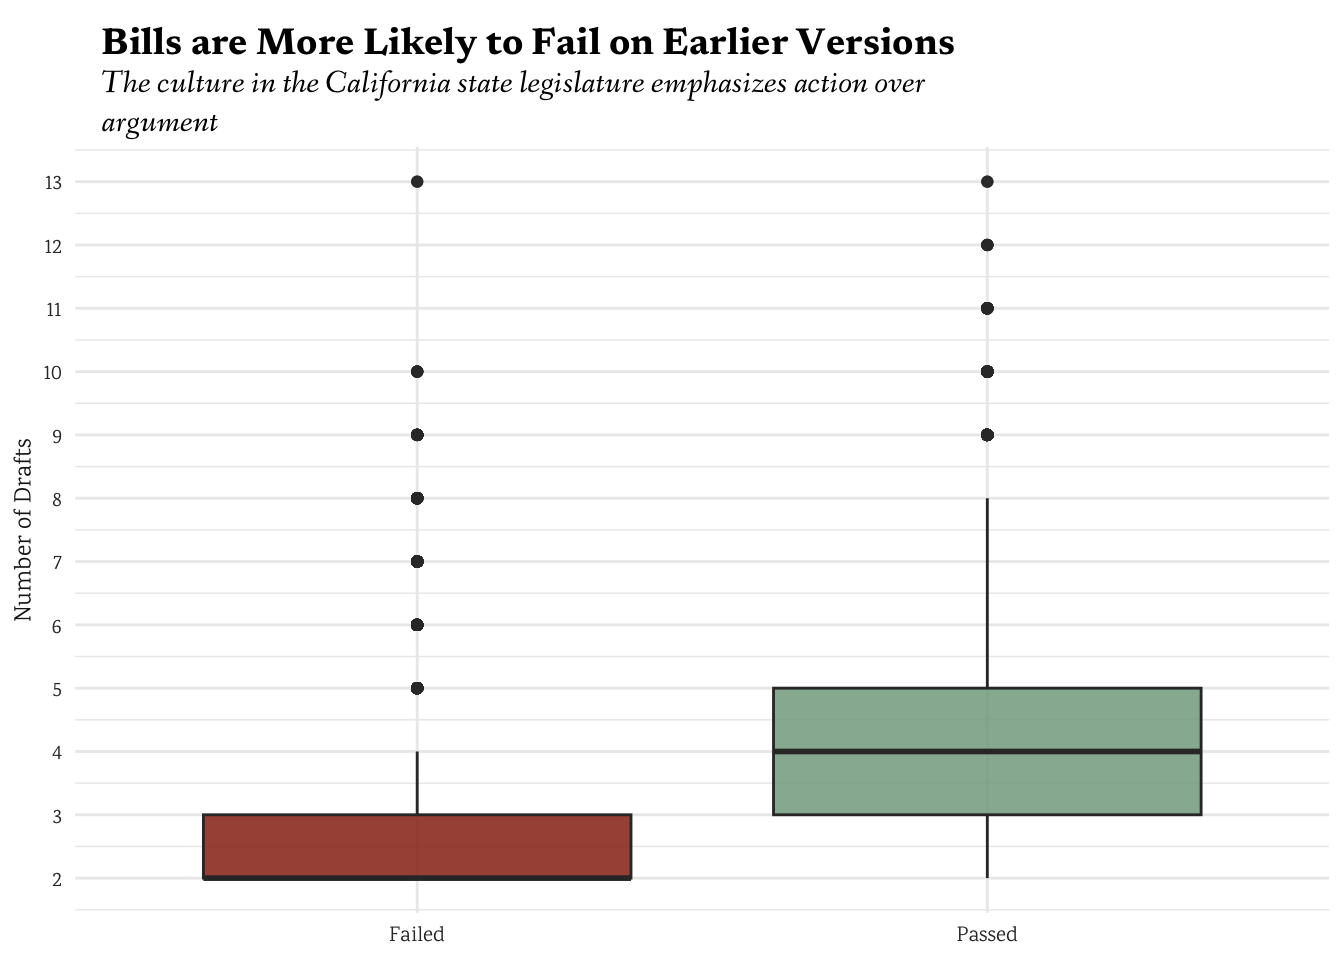 Bills are More Likely to Fail on Earlier Versions
The culture in the California state legislature emphasizes action over
argument
13
12
11
10
9
8
7
6
5
4
3
2
Number of Drafts
Failed
Passed